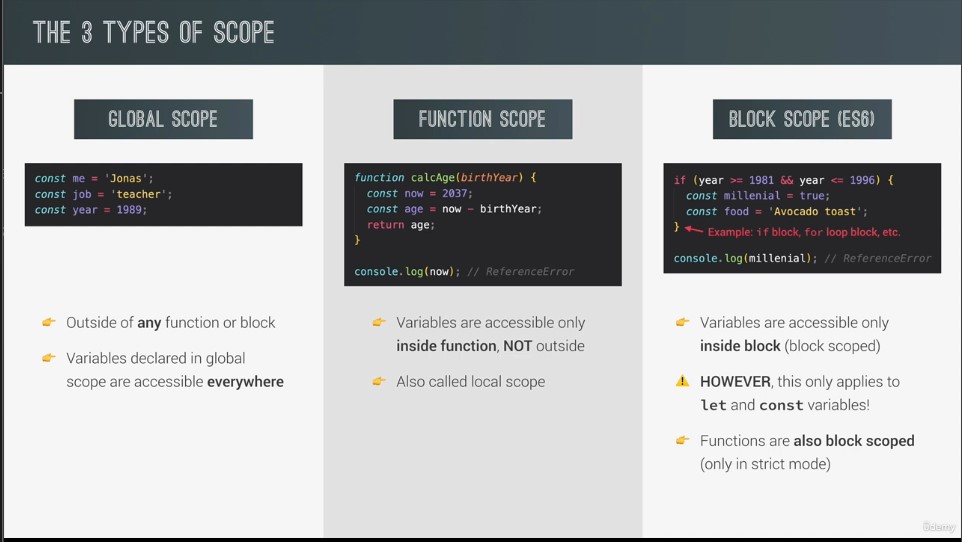 THE 3 TYPES OF SCOPE
GLOBAL SCOPE
const me = 'Jonas';
const job = 'teacher';
const year = 1989;
Outside of any function or block
Variables declared in global
scope are accessible everywhere
FUNCTION SCOPE
function calcAge(birthYear) {
const now = 2037;
const age = now − birthYear;
return age;
}
console.log(now); // ReferenceError
Variables are accessible only
inside function, NOT outside
Also called local scope
BLOCK SCOPE (ES6)
if (year >= 1981 && year <= 1996) {
const millenial = true;
const food = 'Avocado toast';
} Example: if block, for loop block, etc.
console.log(millenial); // ReferenceError
Variables are accessible only
inside block (block scoped)
HOWEVER, this only applies to
let and const variables!
Functions are also block scoped
(only in strict mode)
Udemy